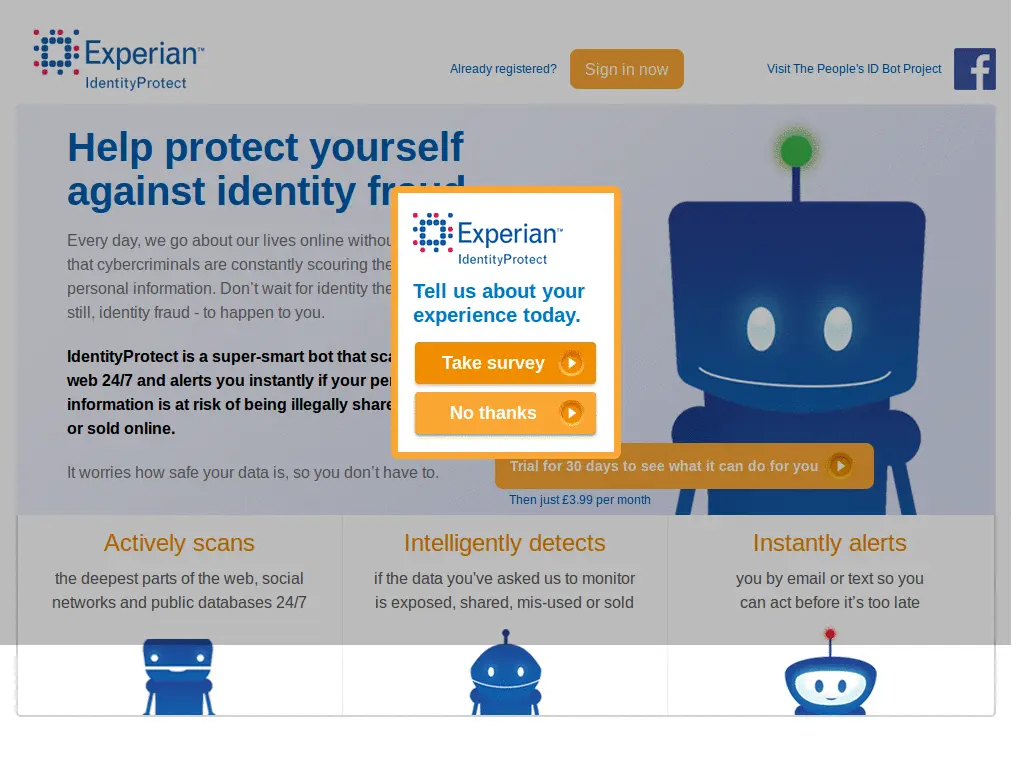 Experian™
IdentityProtect
Already registered?
Sign in now
Visit The People's ID Bot Project
f
Help protect yourself
against identity fraud
Every day, we go about our lives online withou
that cybercriminals are constantly scouring the
personal information. Don't wait for identity the
still, identity fraud - to happen to you.
IdentityProtect is a super-smart bot that sca
web 24/7 and alerts you instantly if your per
information is at risk of being illegally share
or sold online.
It worries how safe your data is, so you don't have to.
Experian™
IdentityProtect
Tell us about your
experience today.
Take survey
No thanks
Trial for 30 days to see what it can do for you
Then just £3.99 per month
Actively scans
the deepest parts of the web, social
networks and public databases 24/7
Intelligently detects
if the data you've asked us to monitor
is exposed, shared, mis-used or sold
Instantly alerts
you by email or text so you
can act before it's too late